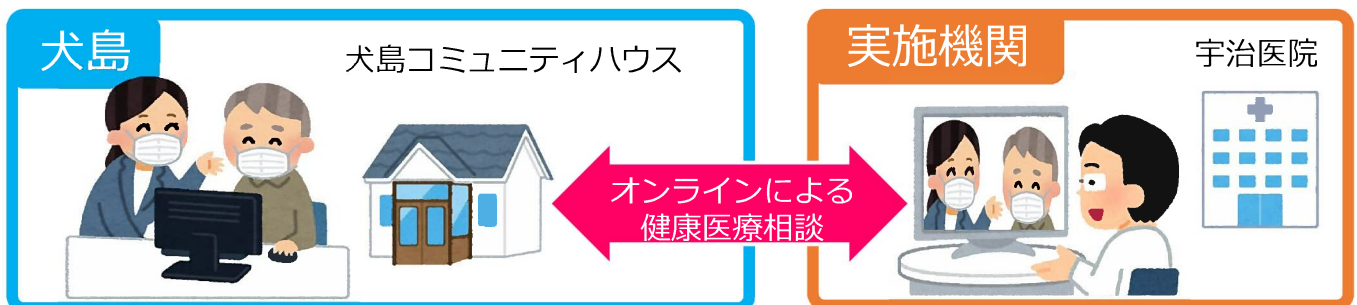 犬島
犬島コミュニティハウス
オンラインによる
健康医療相談
実施機関
宇治医院